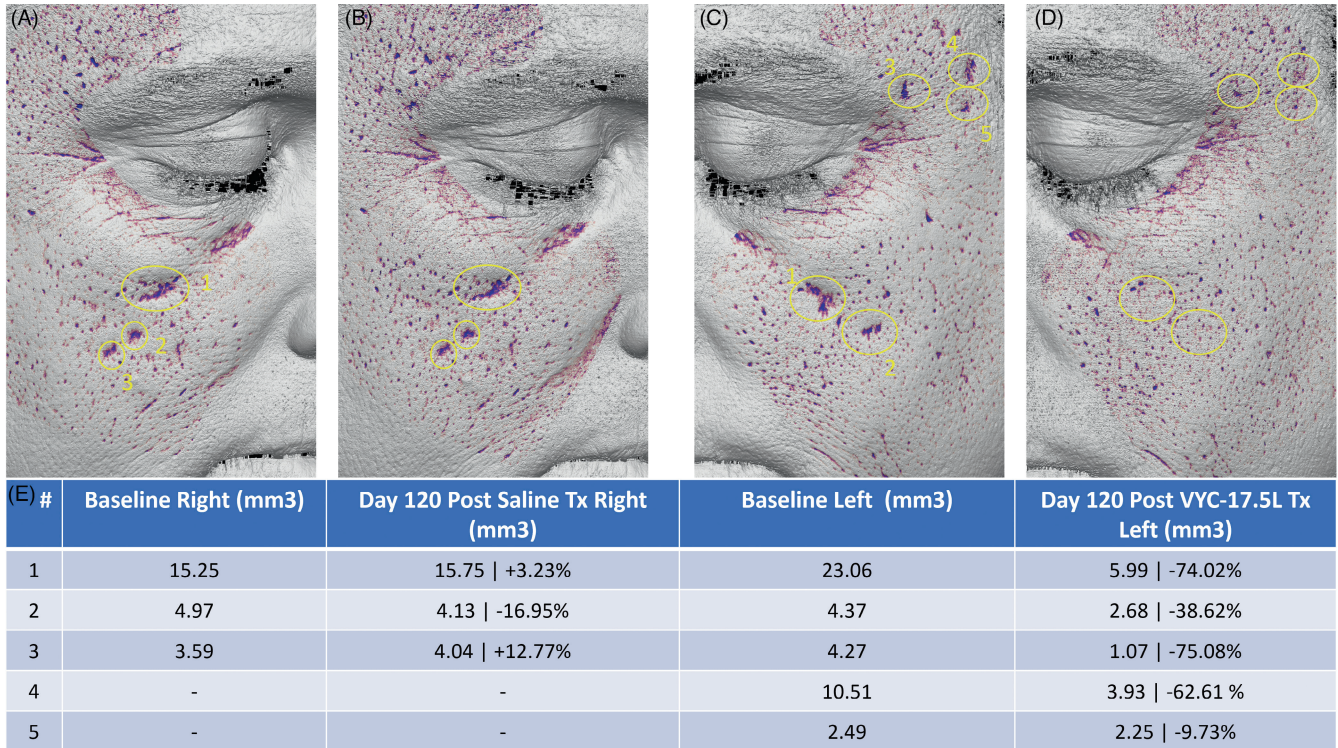 (A) (B) (C) (D)
4
3
5
1
1
2
2
3
(E) # Baseline Right (mm3) Day 120 Post Saline Tx Right (mm3) Baseline Left (mm3) Day 120 Post VYC-17.5L Tx Left (mm3)
1 15.25 15.75 | +3.23% 23.06 5.99 | -74.02%
2 4.97 4.13 | -16.95% 4.37 2.68 | -38.62%
3 3.59 4.04 | +12.77% 4.27 1.07 | -75.08%
4 - - 10.51 3.93 | -62.61 %
5 - - 2.49 2.25 | -9.73%